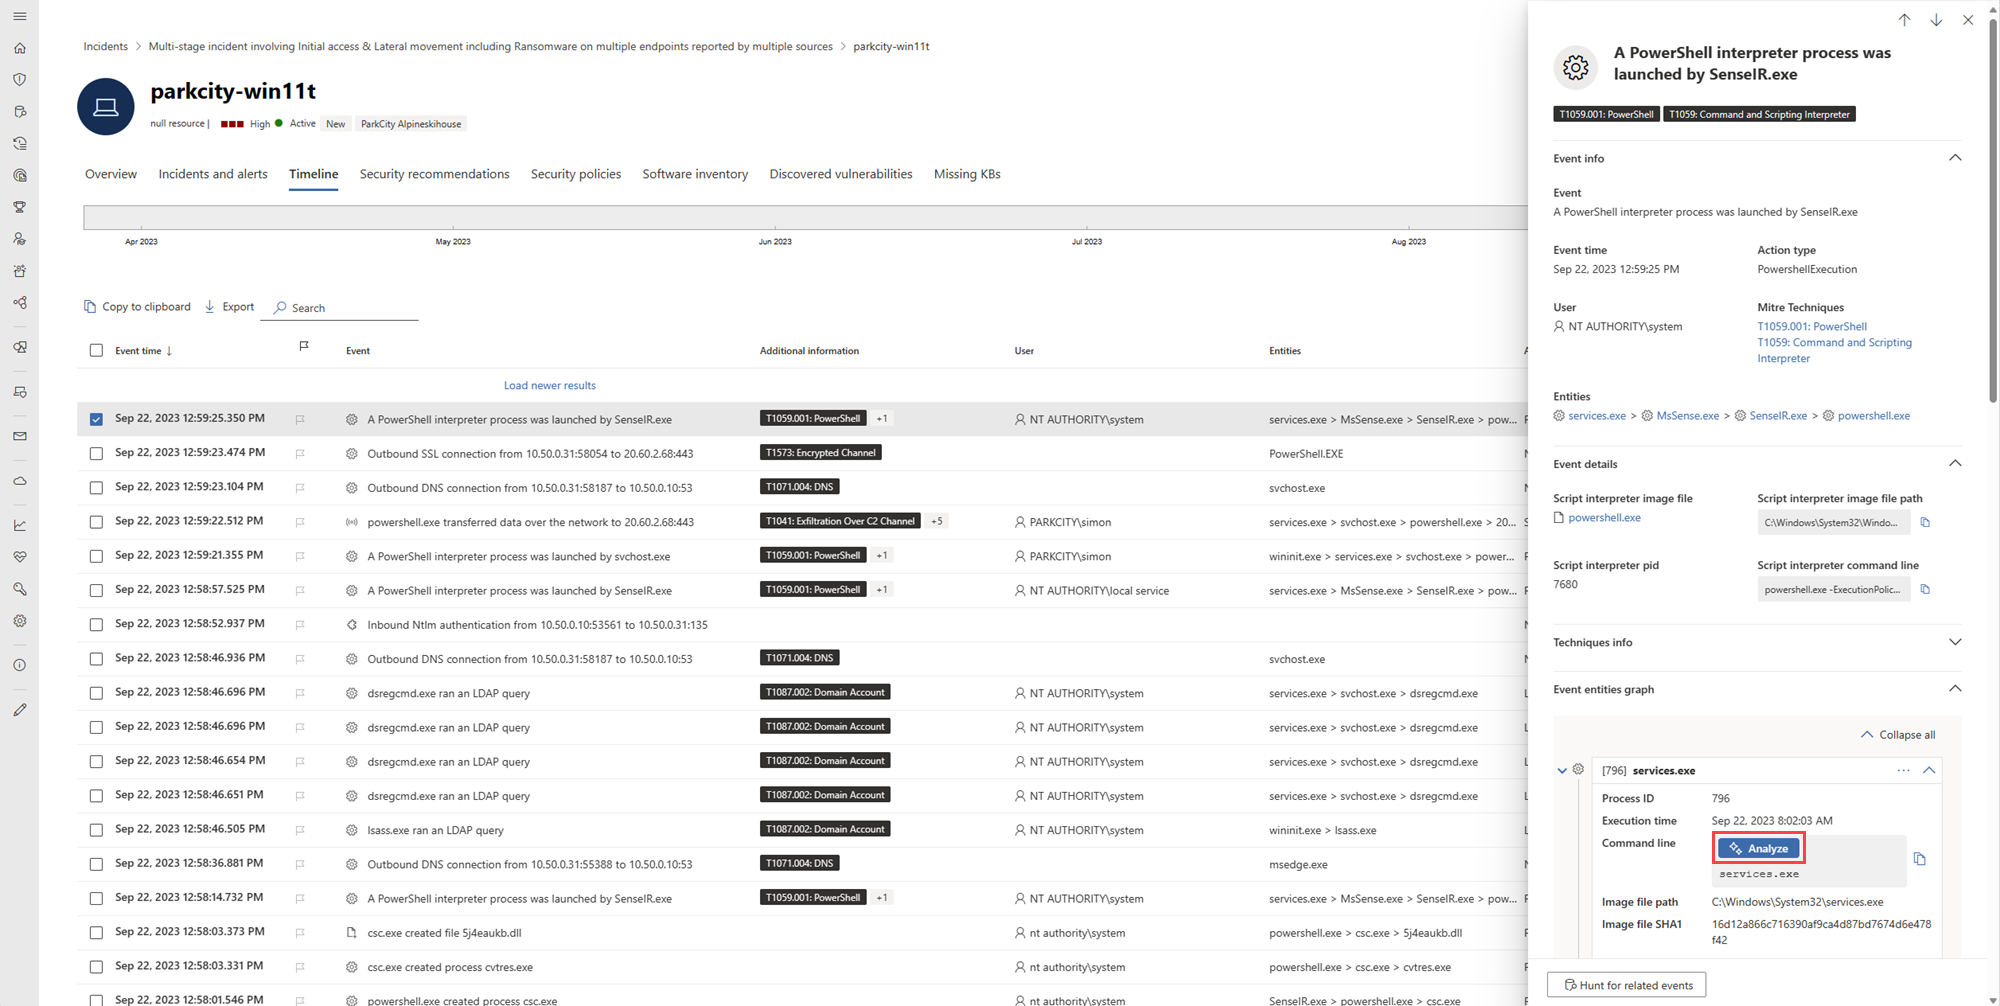 Incidents > Multi-stage incident involving Initial access & Lateral movement including Ransomware on multiple endpoints reported by multiple sources > parkcity-win11t
parkcity-win11t
null resource | High Active New ParkCity Alpineskihouse
Overview Incidents and alerts Timeline Security recommendations Security policies Software inventory Discovered vulnerabilities Missing KBs
Apr 2023 May 2023 Jun 2023 Jul 2023 Aug 2023
Copy to clipboard Export Search
Event time ↓ Event Additional information User Entities
Load newer results
Sep 22, 2023 12:59:25.350 PM A PowerShell interpreter process was launched by SenseIR.exe T1059.001: PowerShell +1 NT AUTHORITY\system services.exe > MsSense.exe > SenseIR.exe > pow...
Sep 22, 2023 12:59:23.474 PM Outbound SSL connection from 10.50.0.31:58054 to 20.60.2.68:443 T1573: Encrypted Channel PowerShell.EXE
Sep 22, 2023 12:59:23.104 PM Outbound DNS connection from 10.50.0.31:58187 to 10.50.0.10:53 T1071.004: DNS svchost.exe
Sep 22, 2023 12:59:22.512 PM powershell.exe transferred data over the network to 20.60.2.68:443 T1041: Exfiltration Over C2 Channel +5 PARKCITY\simon services.exe > svchost.exe > powershell.exe > 20...
Sep 22, 2023 12:59:21.355 PM A PowerShell interpreter process was launched by svchost.exe T1059.001: PowerShell +1 PARKCITY\simon wininit.exe > services.exe > svchost.exe > power...
Sep 22, 2023 12:58:57.525 PM A PowerShell interpreter process was launched by SenseIR.exe T1059.001: PowerShell +1 NT AUTHORITY\local service services.exe > MsSense.exe > SenseIR.exe > pow...
Sep 22, 2023 12:58:52.937 PM Inbound Ntlm authentication from 10.50.0.10:53561 to 10.50.0.31:135
Sep 22, 2023 12:58:46.936 PM Outbound DNS connection from 10.50.0.31:58187 to 10.50.0.10:53 T1071.004: DNS svchost.exe
Sep 22, 2023 12:58:46.696 PM dsregcmd.exe ran an LDAP query T1087.002: Domain Account NT AUTHORITY\system services.exe > svchost.exe > dsregcmd.exe
Sep 22, 2023 12:58:46.696 PM dsregcmd.exe ran an LDAP query T1087.002: Domain Account NT AUTHORITY\system services.exe > svchost.exe > dsregcmd.exe
Sep 22, 2023 12:58:46.654 PM dsregcmd.exe ran an LDAP query T1087.002: Domain Account NT AUTHORITY\system services.exe > svchost.exe > dsregcmd.exe
Sep 22, 2023 12:58:46.651 PM dsregcmd.exe ran an LDAP query T1087.002: Domain Account NT AUTHORITY\system services.exe > svchost.exe > dsregcmd.exe
Sep 22, 2023 12:58:46.505 PM lsass.exe ran an LDAP query T1087.002: Domain Account NT AUTHORITY\system wininit.exe > lsass.exe
Sep 22, 2023 12:58:36.881 PM Outbound DNS connection from 10.50.0.31:55388 to 10.50.0.10:53 T1071.004: DNS msedge.exe
Sep 22, 2023 12:58:14.732 PM A PowerShell interpreter process was launched by SenseIR.exe T1059.001: PowerShell +1 NT AUTHORITY\system services.exe > MsSense.exe > SenseIR.exe > pow...
Sep 22, 2023 12:58:03.373 PM csc.exe created file 5j4eaukb.dll nt authority\system powershell.exe > csc.exe > 5j4eaukb.dll
Sep 22, 2023 12:58:03.331 PM csc.exe created process cvtres.exe nt authority\system powershell.exe > csc.exe > cvtres.exe
Sep 22, 2023 12:58:01.546 PM powershell.exe created process csc.exe nt authority\system SenseIR.exe > powershell.exe > csc.exe
A PowerShell interpreter process was
launched by SenseIR.exe
T1059.001: PowerShell T1059: Command and Scripting Interpreter
Event info
Event
A PowerShell interpreter process was launched by SenseIR.exe
Event time Action type
Sep 22, 2023 12:59:25 PM PowershellExecution
User Mitre Techniques
NT AUTHORITY\system T1059.001: PowerShell
T1059: Command and Scripting
Interpreter
Entities
services.exe > MsSense.exe > SenseIR.exe > powershell.exe
Event details
Script interpreter image file Script interpreter image file path
powershell.exe C:\Windows\System32\Windo...
Script interpreter pid Script interpreter command line
7680 powershell.exe -ExecutionPolic...
Techniques info
Event entities graph
Collapse all
[796] services.exe ...
Process ID 796
Execution time Sep 22, 2023 8:02:03 AM
Command line Analyze
services.exe
Image file path C:\Windows\System32\services.exe
Image file SHA1 16d12a866c716390af9ca4d87bd7674d6e478
f42
Hunt for related events